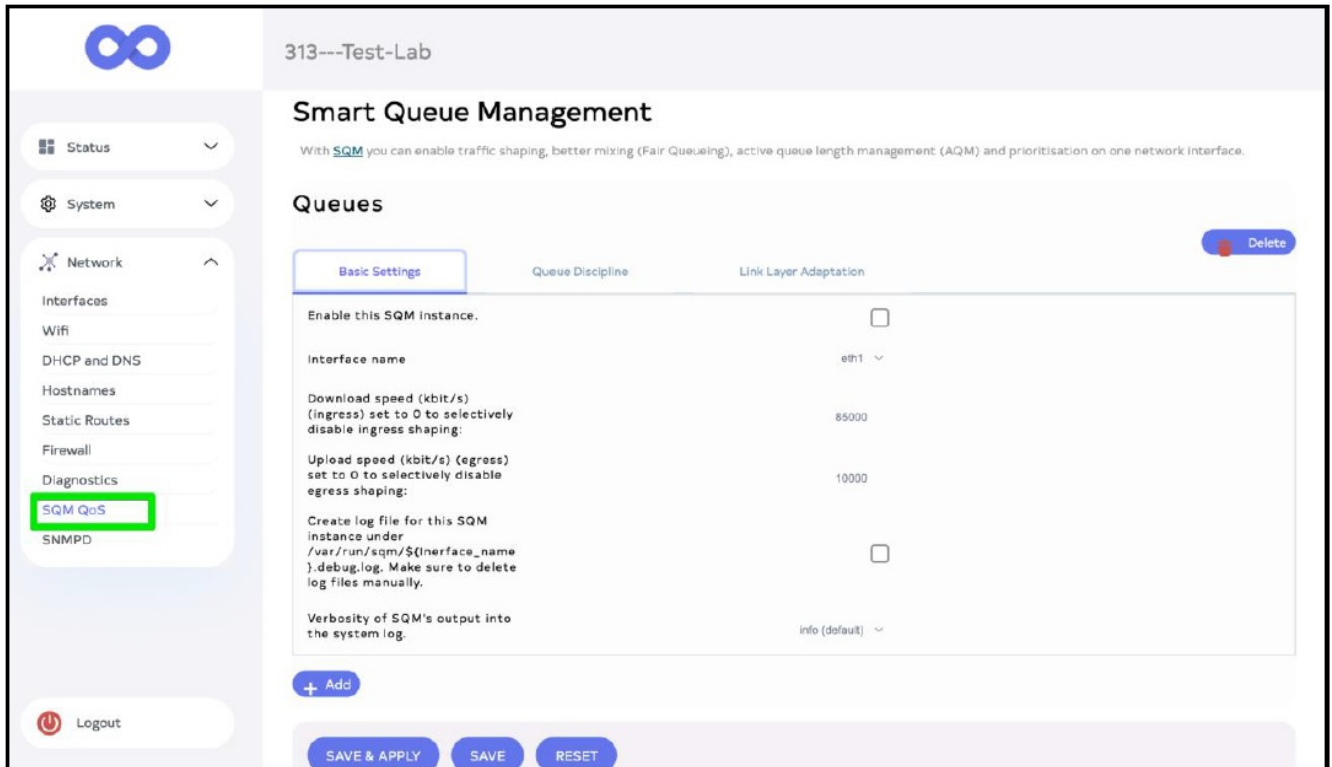 313---Test-Lab
Smart Queue Management
With SQM you can enable traffic shaping, better mixing (Fair Queueing), active queue length management (AQM) and prioritisation on one network interface.
Status
System
Network
Interfaces
Wifi
DHCP and DNS
Hostnames
Static Routes
Firewall
Diagnostics
SQM QoS
SNMPD
Logout
Queues
Delete
Basic Settings
Queue Discipline
Link Layer Adaptation
Enable this SQM instance.
Interface name
eth1
Download speed (kbit/s)
(ingress) set to 0 to selectively
disable ingress shaping:
85000
Upload speed (kbit/s) (egress)
set to 0 to selectively disable
egress shaping:
10000
Create log file for this SQM
instance under
/var/run/sqm/${Inerface_name
}.debug.log. Make sure to delete
log files manually.
Verbosity of SQM's output into
the system log.
info (default)
+ Add
SAVE & APPLY
SAVE
RESET